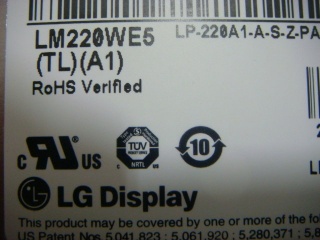 LM220WE5 LP-220A1-A-S-Z-PA
(TL)(A1)
RoHS Verified
c US TÜV NRTL 10
LG Display
This product may be covered by one or more of the follo
US Patent Nos. 5,041,823 ; 5,061,920 ; 5,280,371 ; 5,8